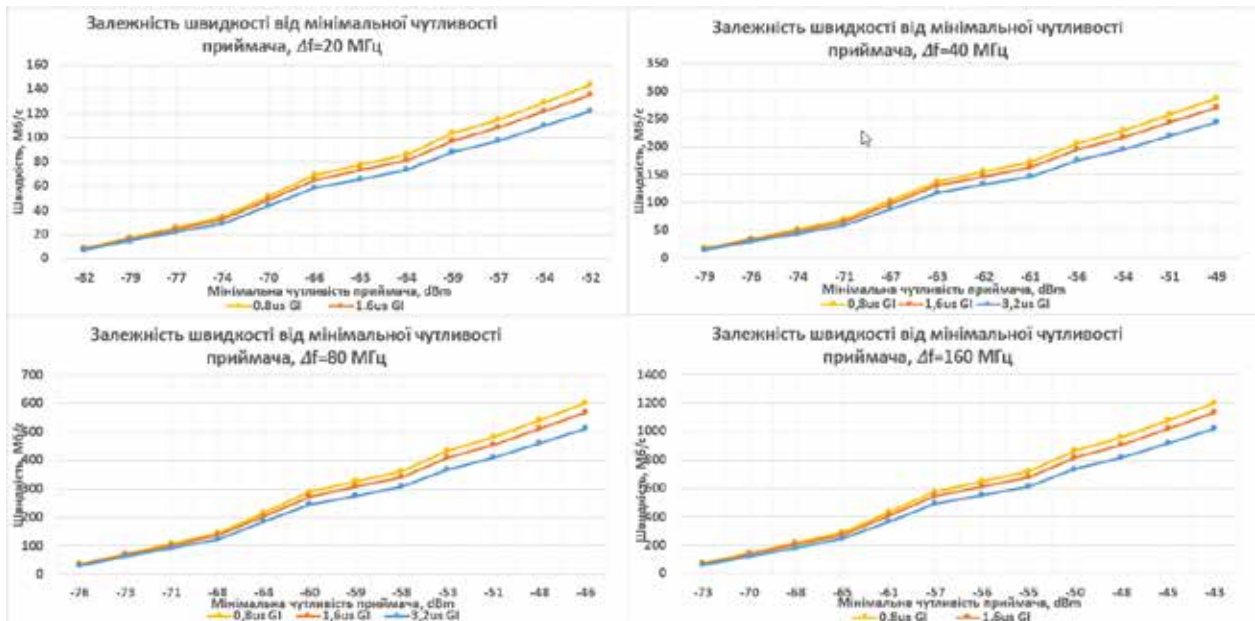 Залежність швидкості від мінімальної чутливості
приймача, Δf=20 МГц
160
140
120
100
80
60
40
20
0
Швидкість, Мб/с
-82 -79 -77 -74 -70 -66 -65 -64 -59 -57 -54 -52
Мінімальна чутливість приймача, dBm
0.8us GI 1.6us GI
Залежність швидкості від мінімальної чутливості
приймача, Δf=40 МГц
350
300
250
200
150
100
50
0
Швидкість, Мб/с
-79 -76 -74 -71 -67 -63 -62 -61 -56 -54 -51 -49
Мінімальна чутливість приймача, dBm
0,8us GI 1,6us GI 3,2us GI
Залежність швидкості від мінімальної чутливості
приймача, Δf=80 МГц
700
600
500
400
300
200
100
0
Швидкість, Мб/с
-76 -73 -71 -68 -64 -60 -59 -58 -53 -51 -48 -46
Мінімальна чутливість приймача, dBm
0,8us GI 1,6us GI 3,2us GI
Залежність швидкості від мінімальної чутливості
приймача, Δf=160 МГц
1400
1200
1000
800
600
400
200
0
Швидкість, Мб/с
-73 -70 -68 -65 -61 -57 -56 -55 -50 -48 -45 -43
Мінімальна чутливість приймача, dBm
0.8us GI 1.6us GI